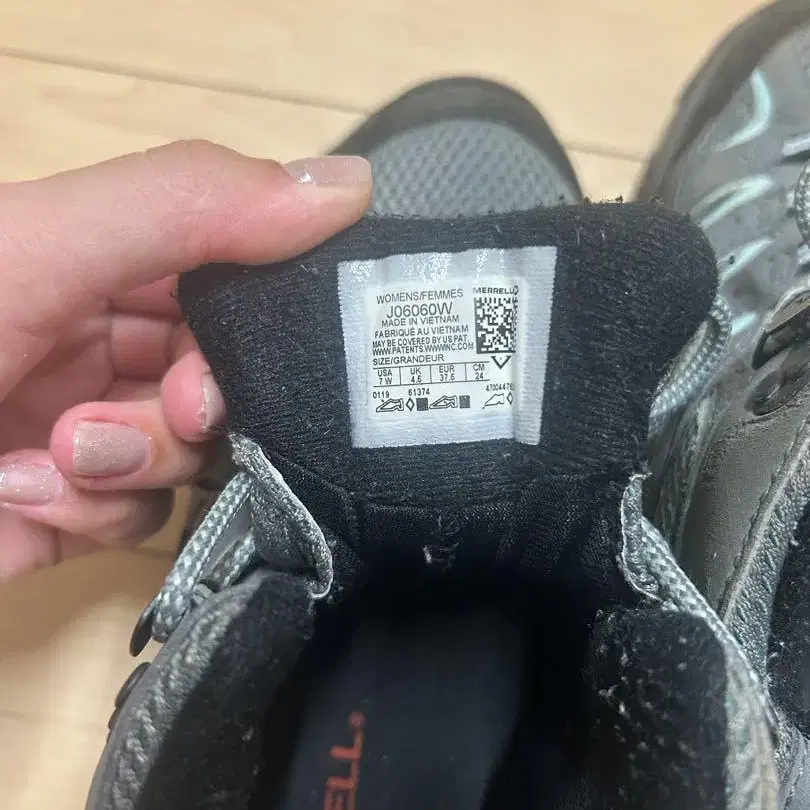 WOMENS/FEMMES MERRELL
J06060W
MADE IN VIETNAM
FABRIQUÉ AU VIETNAM
MAY BE COVERED BY US PAT.
WWW.PATENTS.WWWINC.COM
SIZE/GRANDEUR
USA UK EUR CM
7 W 4.5 37.5 24
0119 61374
ELL®